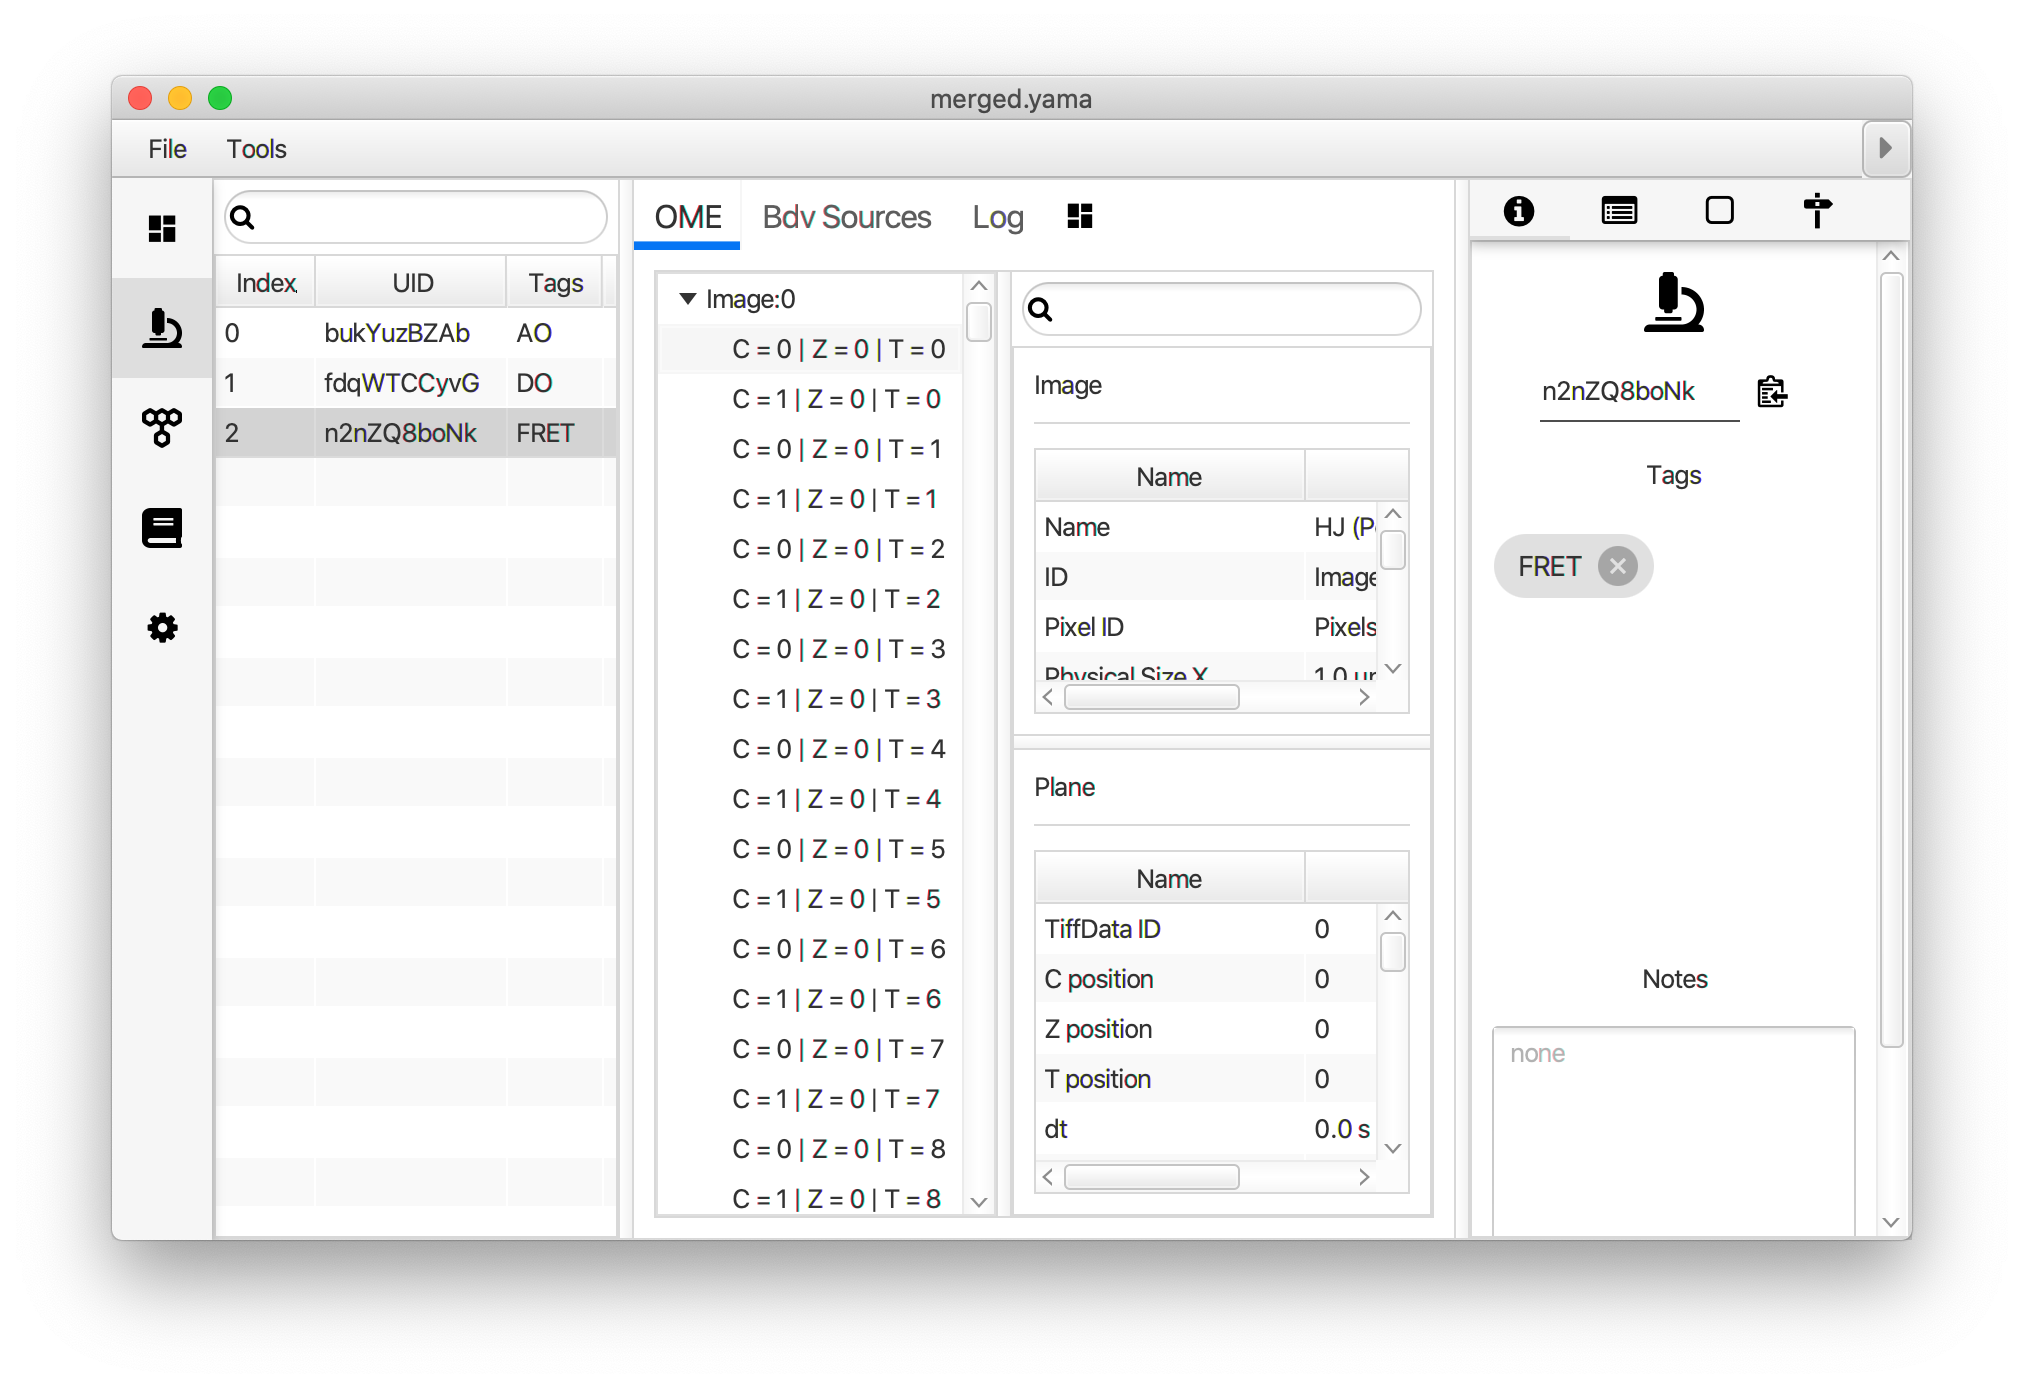 merged.yama
File Tools
OME Bdv Sources Log
Index UID Tags
0 bukYuzBZAb AO
1 fdqWTCCyvG DO
2 n2nZQ8boNk FRET
Image:0
C = 0 | Z = 0 | T = 0
C = 1 | Z = 0 | T = 0
C = 0 | Z = 0 | T = 1
C = 1 | Z = 0 | T = 1
C = 0 | Z = 0 | T = 2
C = 1 | Z = 0 | T = 2
C = 0 | Z = 0 | T = 3
C = 1 | Z = 0 | T = 3
C = 0 | Z = 0 | T = 4
C = 1 | Z = 0 | T = 4
C = 0 | Z = 0 | T = 5
C = 1 | Z = 0 | T = 5
C = 0 | Z = 0 | T = 6
C = 1 | Z = 0 | T = 6
C = 0 | Z = 0 | T = 7
C = 1 | Z = 0 | T = 7
C = 0 | Z = 0 | T = 8
C = 1 | Z = 0 | T = 8
Image
Name
Name HJ (P
ID Image
Pixel ID Pixels
Physical Size X 1.0
Plane
Name
TiffData ID 0
C position 0
Z position 0
T position 0
dt 0.0 s
n2nZQ8boNk
Tags
FRET
Notes
none